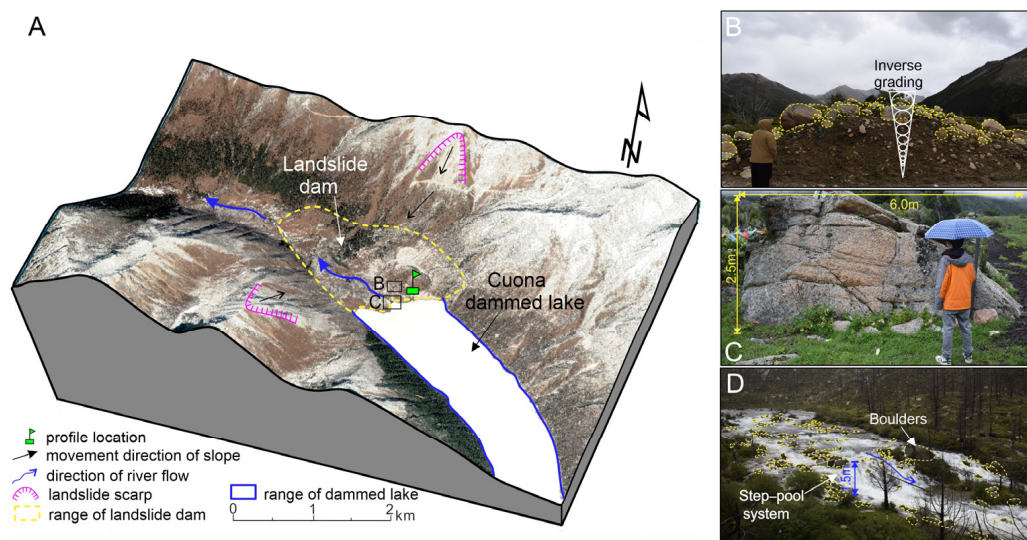 A
N
Landslide
dam
B
C
Cuona
dammed lake
profile location
movement direction of slope
direction of river flow
landslide scarp
range of landslide dam
range of dammed lake
0 1 2
km
B
Inverse
grading
6.0m
2.5m
C
D
Boulders
Step-pool
system